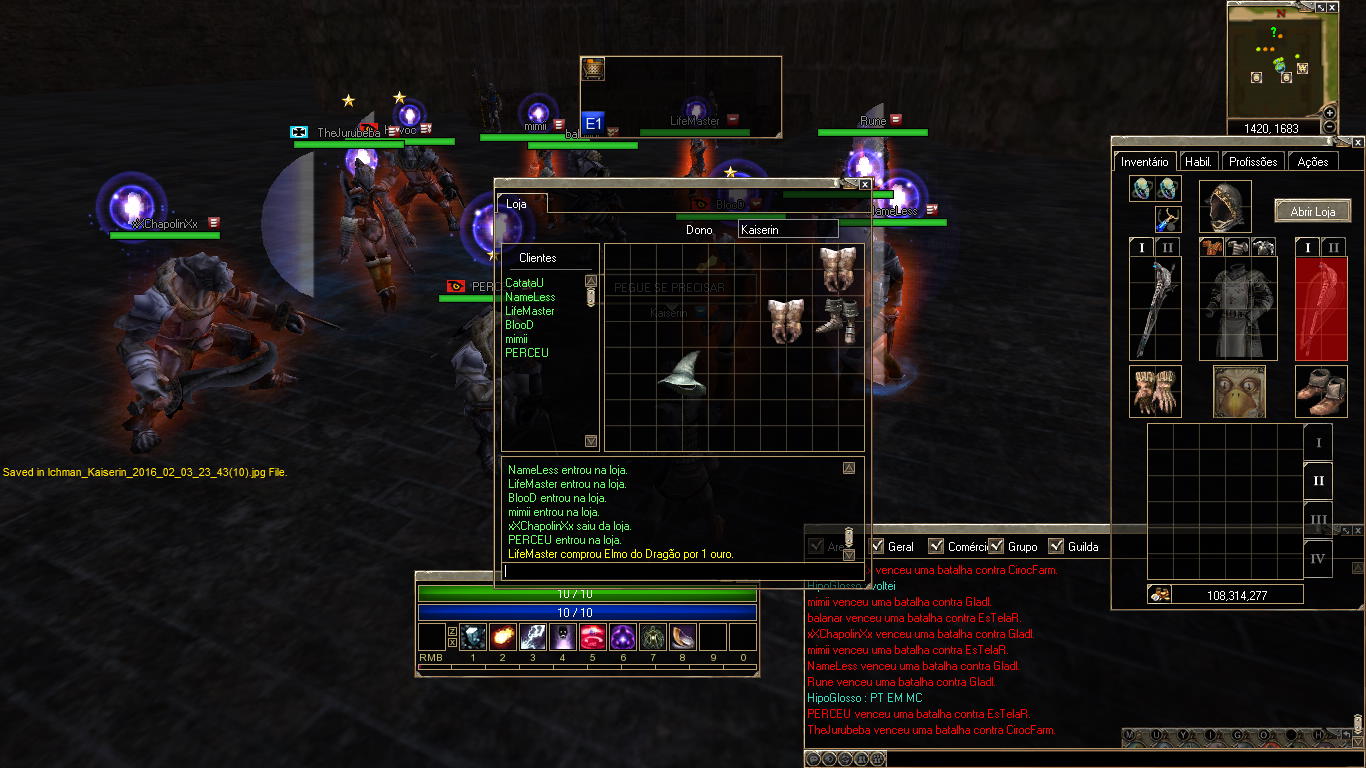 N
1420, 1683
TheJurubeba
mimii
LifeMaster
Rune
xXChapolinXx
BlooD
NameLess
E1
Loja
Dono
Kaiserin
Clientes
CatataU
NameLess
LifeMaster
BlooD
mimii
PERCEU
PEGUE SE PRECISAR
Kaiserin
NameLess entrou na loja.
LifeMaster entrou na loja.
BlooD entrou na loja.
mimii entrou na loja.
xXChapolinXx saiu da loja.
PERCEU entrou na loja.
LifeMaster comprou Elmo do Dragão por 1 ouro.
Saved in Ichman_Kaiserin_2016_02_03_23_43(10).jpg File.
Inventário
Habil.
Profissões
Ações
Abrir Loja
I II
I II
I
II
III
IV
108,314,277
10 / 10
10 / 10
Z
X
RMB 1 2 3 4 5 6 7 8 9 0
Geral Comérci Grupo Guilda
venceu uma batalha contra CirocFarm.
HipoGlosso : voltei
mimii venceu uma batalha contra Gladl.
balanar venceu uma batalha contra EsTelaR.
xXChapolinXx venceu uma batalha contra Gladl.
mimii venceu uma batalha contra EsTelaR.
NameLess venceu uma batalha contra Gladl.
Rune venceu uma batalha contra Gladl.
HipoGlosso : PT EM MC
PERCEU venceu uma batalha contra EsTelaR.
TheJurubeba venceu uma batalha contra CirocFarm.
M U Y I G O H